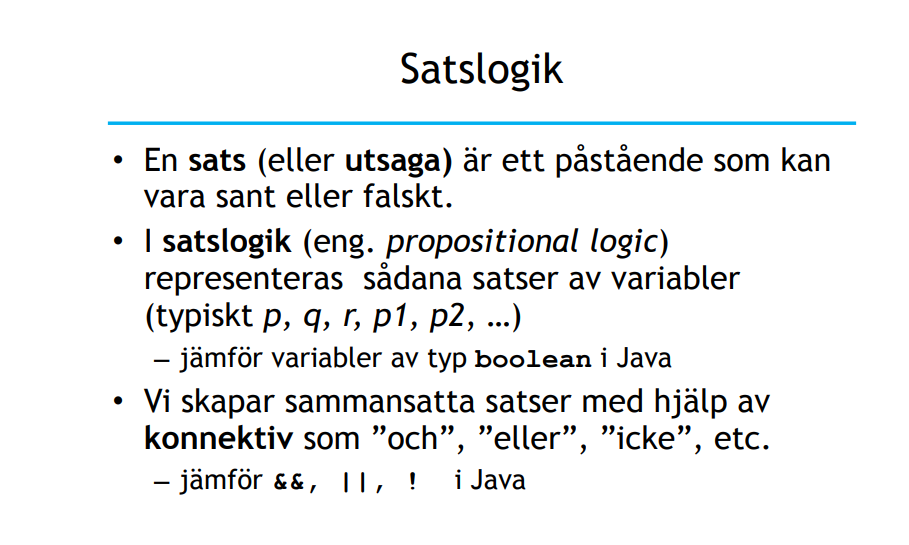 Satslogik
• En sats (eller utsaga) är ett påstående som kan
vara sant eller falskt.
• I satslogik (eng. propositional logic)
representeras  sådana satser av variabler
(typiskt p, q, r, p1, p2, …)
– jämför variabler av typ boolean i Java
• Vi skapar sammansatta satser med hjälp av
konnektiv som ”och”, ”eller”, ”icke”, etc.
– jämför &&, ||, !  i Java